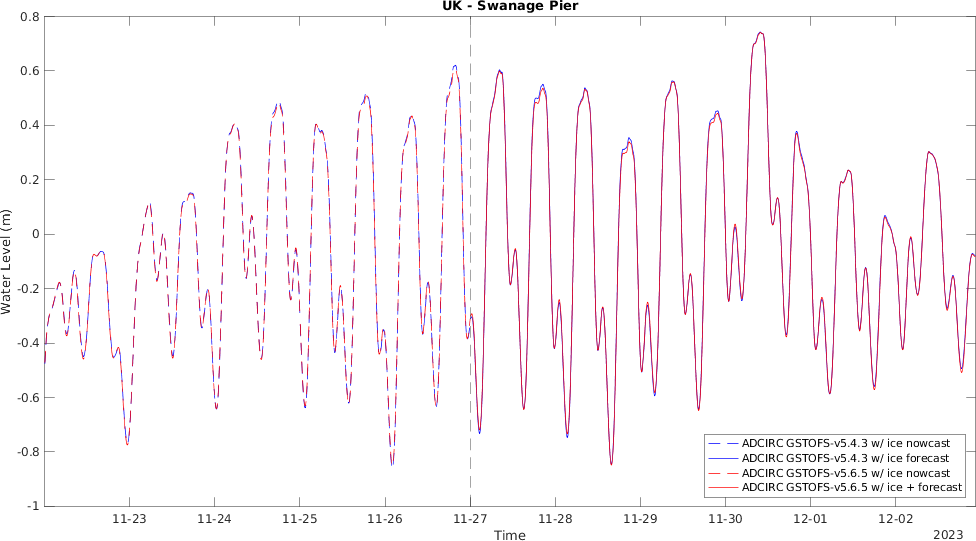 UK - Swanage Pier
Water Level (m)
0.8
0.6
0.4
0.2
0
-0.2
-0.4
-0.6
-0.8
-1
ADCIRC GSTOFS-v5.4.3 w/ ice nowcast
ADCIRC GSTOFS-v5.4.3 w/ ice forecast
ADCIRC GSTOFS-v5.6.5 w/ ice nowcast
ADCIRC GSTOFS-v5.6.5 w/ ice + forecast
11-23 11-24 11-25 11-26 11-27 11-28 11-29 11-30 12-01 12-02
Time
2023